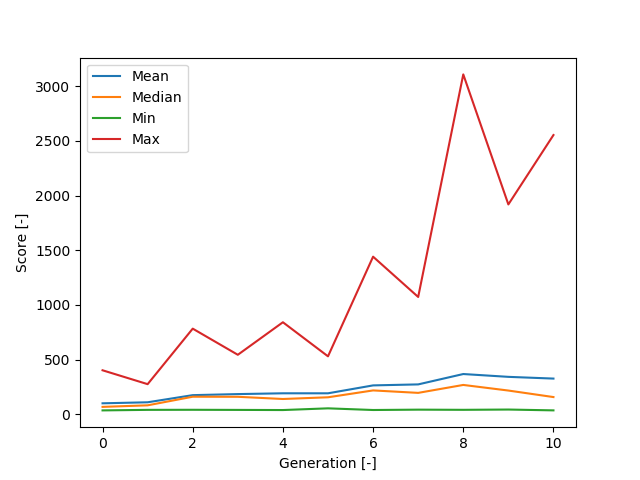 Mean
Median
Min
Max
3000
2500
2000
1500
1000
500
0
Score [-]
0 2 4 6 8 10
Generation [-]